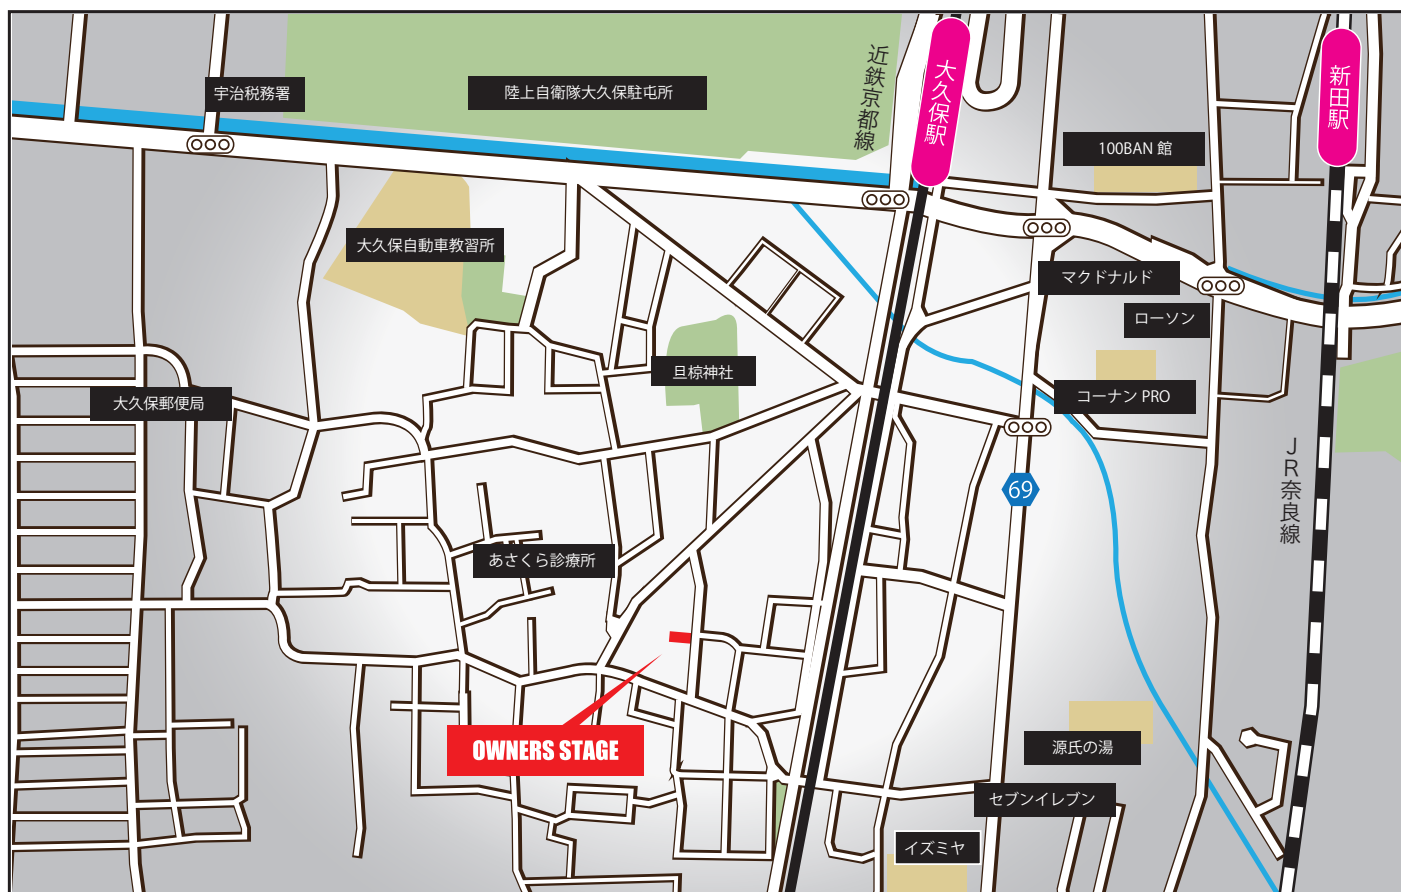 近鉄京都線
大久保駅
新田駅
宇治税務署
陸上自衛隊大久保駐屯所
100BAN 館
大久保自動車教習所
マクドナルド
ローソン
旦椋神社
コーナン PRO
大久保郵便局
JR奈良線
69
あさくら診療所
OWNERS STAGE
源氏の湯
セブンイレブン
イズミヤ